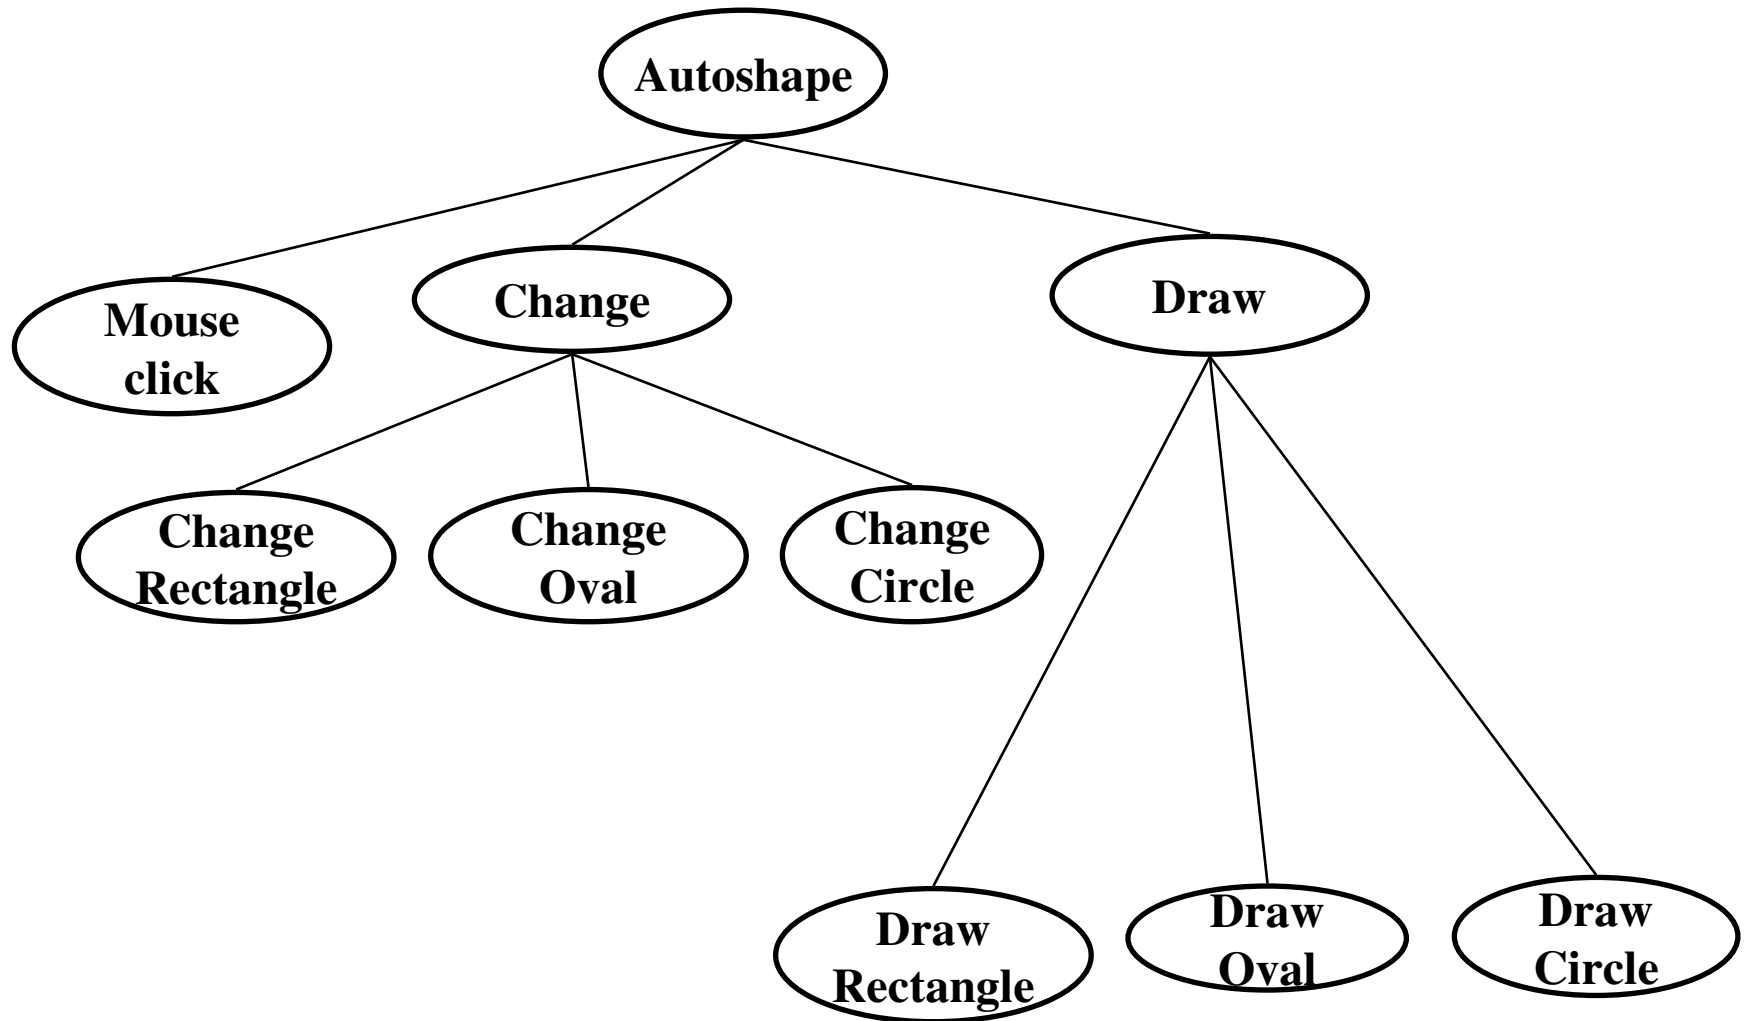 Autoshape
Mouse
click
Change
Draw
Change
Rectangle
Change
Oval
Change
Circle
Draw
Rectangle
Draw
Oval
Draw
Circle